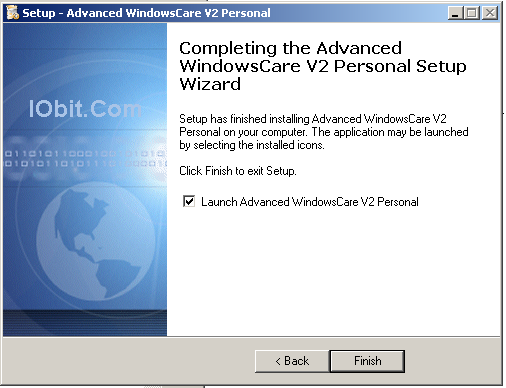 Setup - Advanced WindowsCare V2 Personal
Completing the Advanced
WindowsCare V2 Personal Setup
Wizard
IObit.Com
Setup has finished installing Advanced WindowsCare V2
Personal on your computer. The application may be launched
by selecting the installed icons.
Click Finish to exit Setup.
Launch Advanced WindowsCare V2 Personal
< Back
Finish